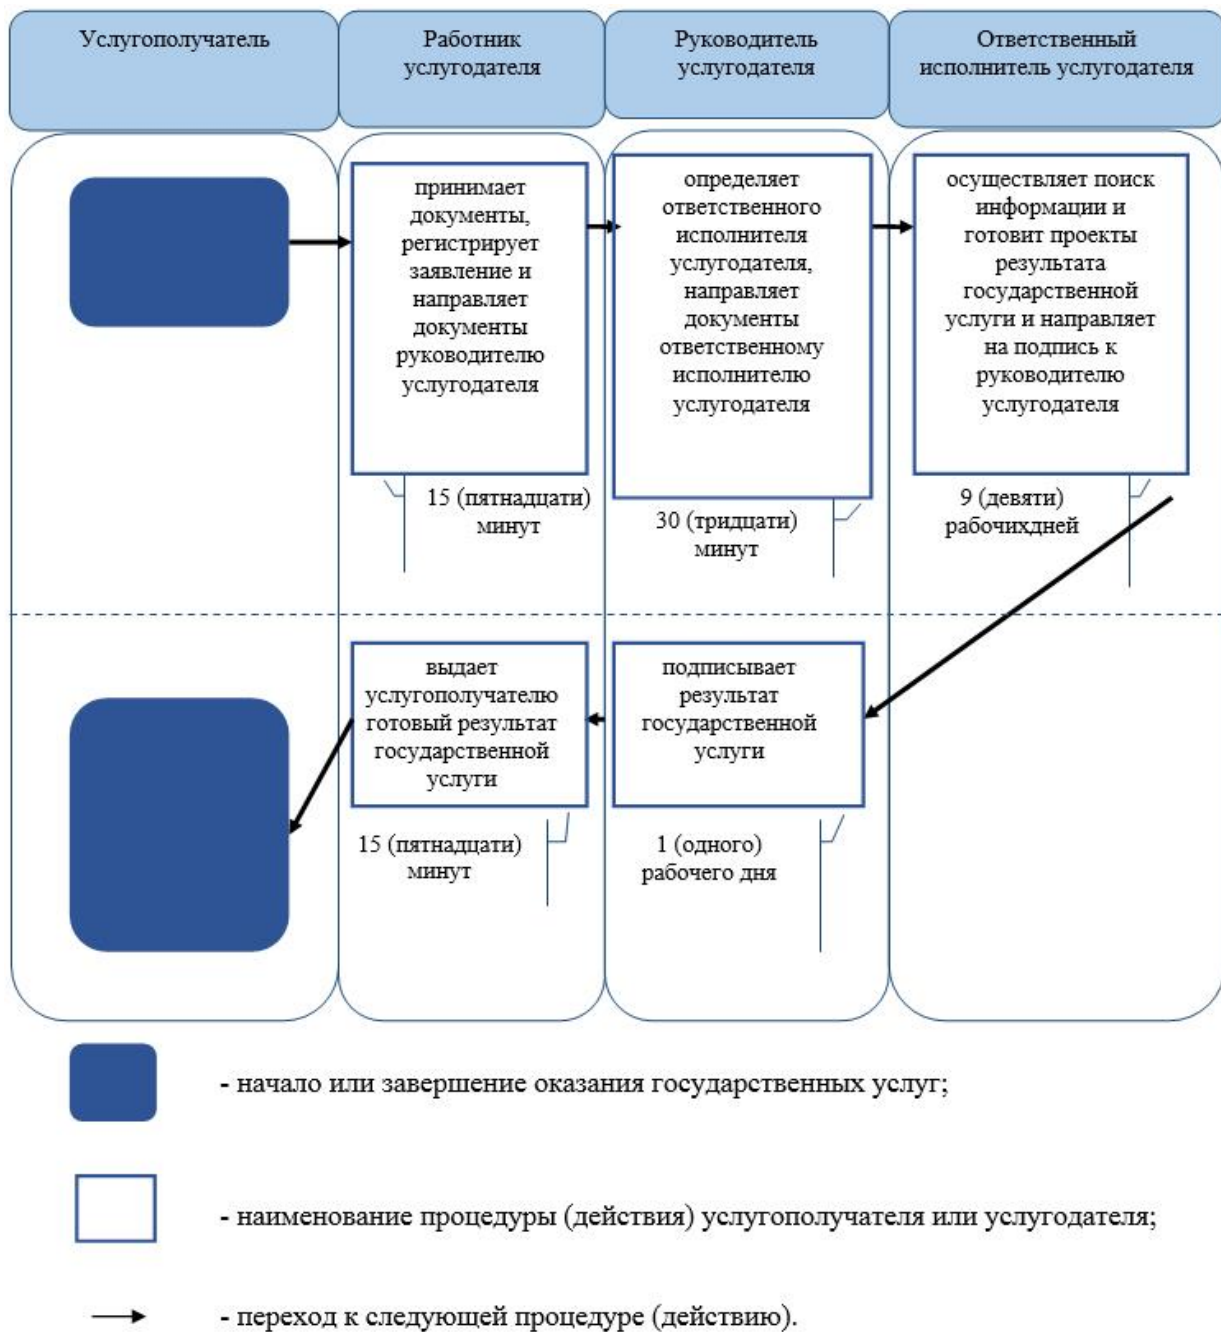 Услугополучатель
Работник
услугодателя
Руководитель
услугодателя
Ответственный
исполнитель услугодателя
принимает
документы,
регистрирует
заявление и
направляет
документы
руководителю
услугодателя
определяет
ответственного
исполнителя
услугодателя,
направляет
документы
ответственному
исполнителю
услугодателя
осуществляет поиск
информации и
готовит проекты
результата
государственной
услуги и направляет
на подпись к
руководителю
услугодателя
15 (пятнадцати)
минут
30 (тридцати)
минут
9 (девяти)
рабочихдней
выдает
услугополучателю
готовый результат
государственной
услуги
подписывает
результат
государственной
услуги
15 (пятнадцати)
минут
1 (одного)
рабочего дня
- начало или завершение оказания государственных услуг;
- наименование процедуры (действия) услугополучателя или услугодателя;
- переход к следующей процедуре (действию).